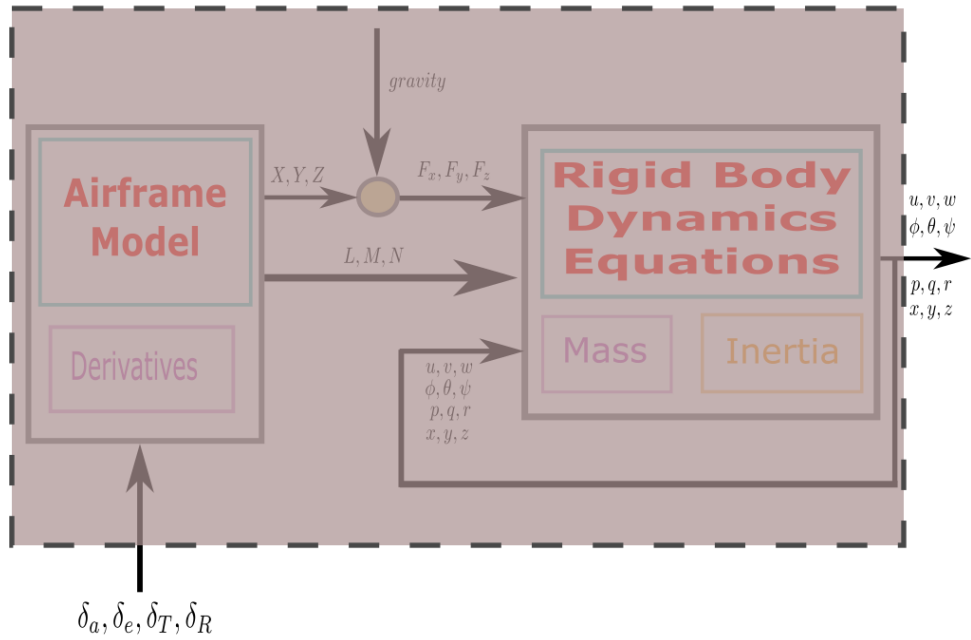 gravity
Airframe
Model
Derivatives
X, Y, Z
F_x, F_y, F_z
L, M, N
Rigid Body
Dynamics
Equations
Mass
Inertia
u, v, w
ϕ, θ, ψ
p, q, r
x, y, z
u, v, w
ϕ, θ, ψ
p, q, r
x, y, z
δ_a, δ_e, δ_T, δ_R